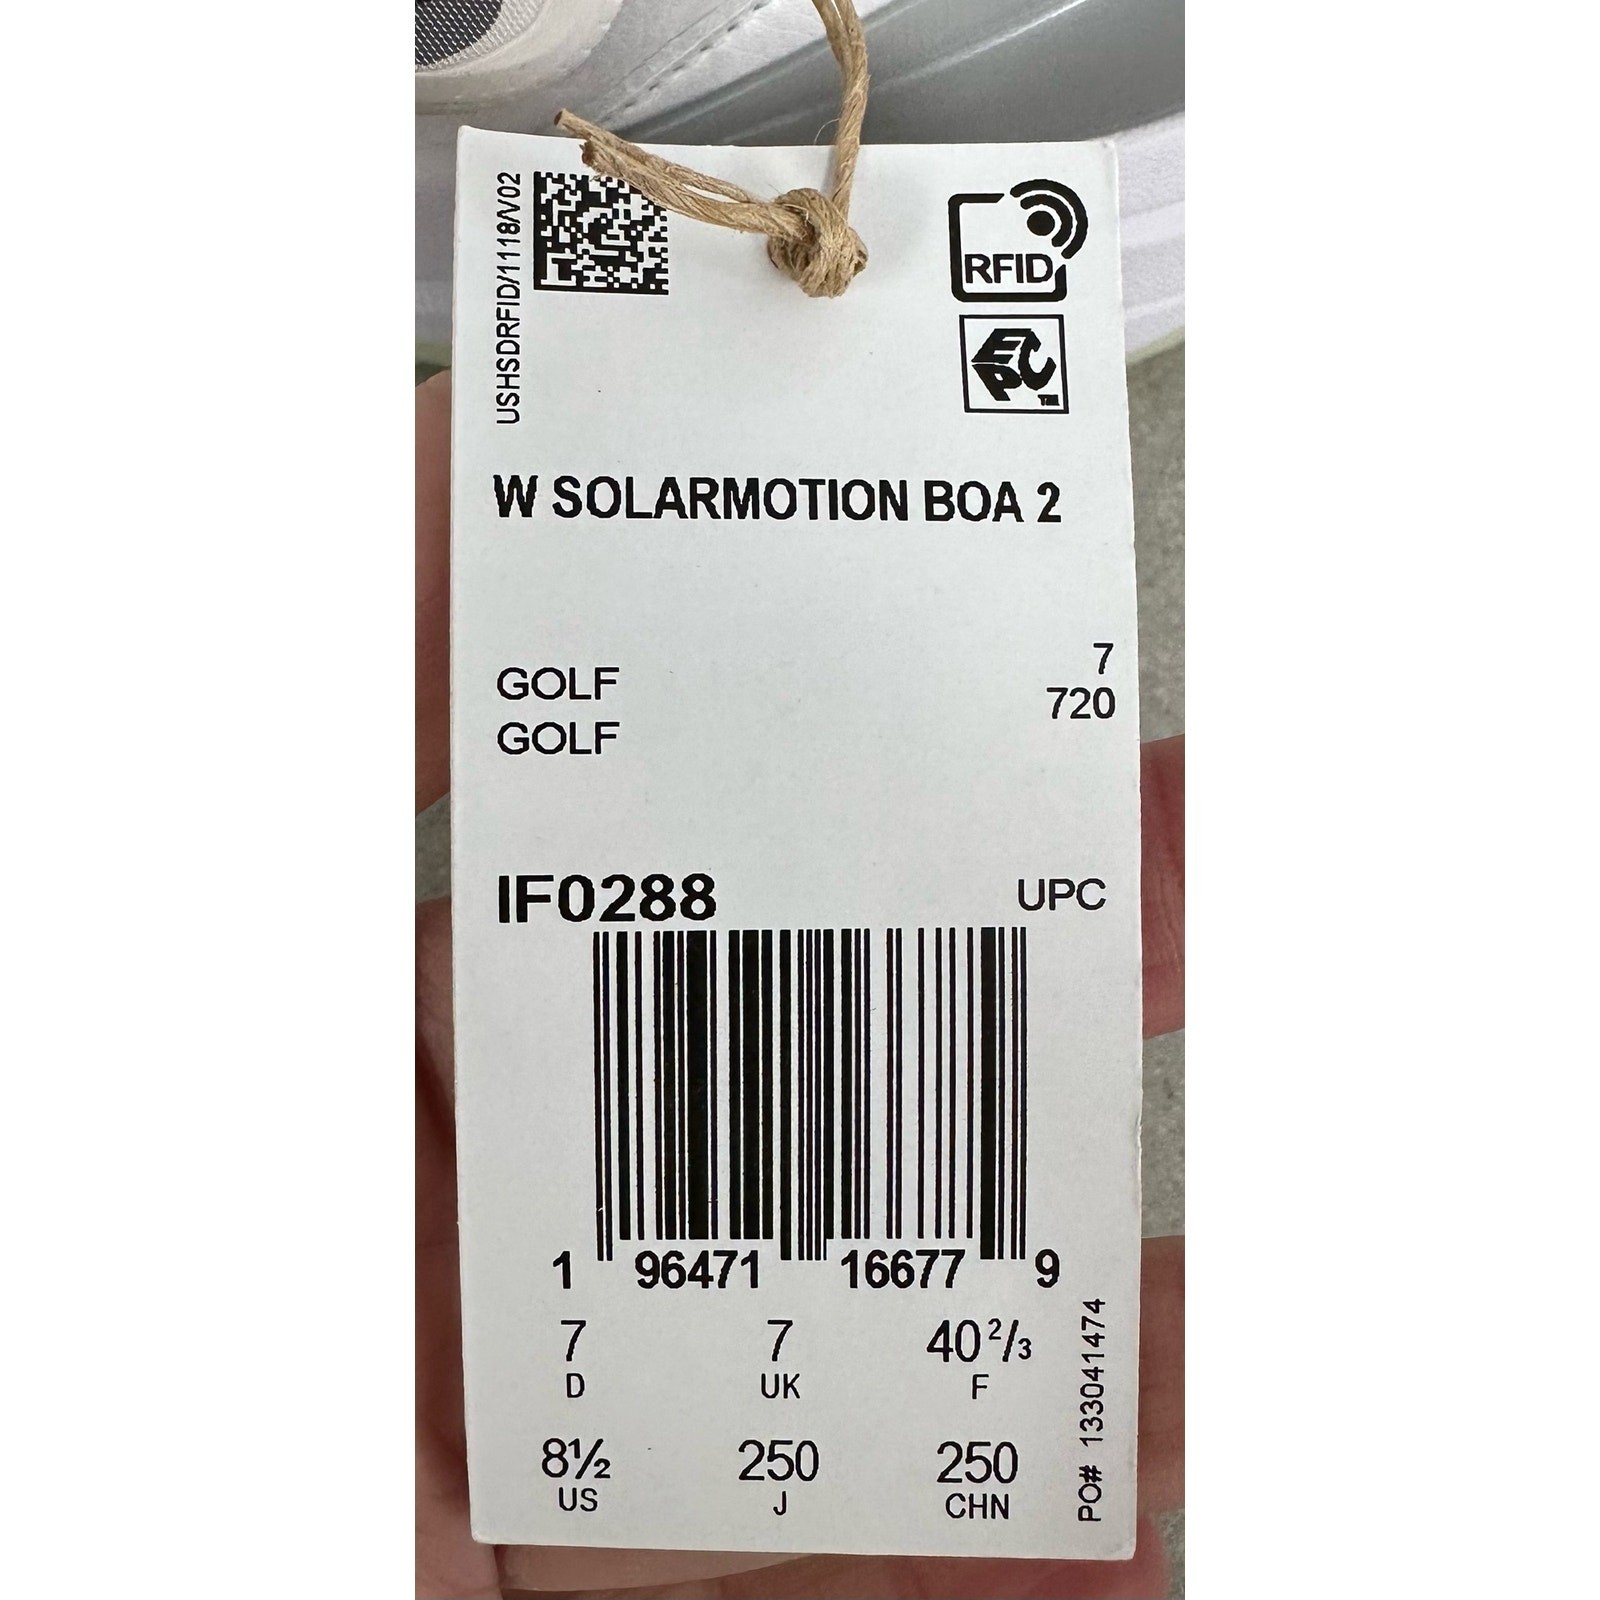 USHSDRFID/1118/V02
RFID
EPC™
W SOLARMOTION BOA 2
7
GOLF
720
GOLF
IF0288
UPC
1 96471 16677 9
7 7 40 2/3
D UK F
8½ 250 250
US J CHN
PO# 133041474